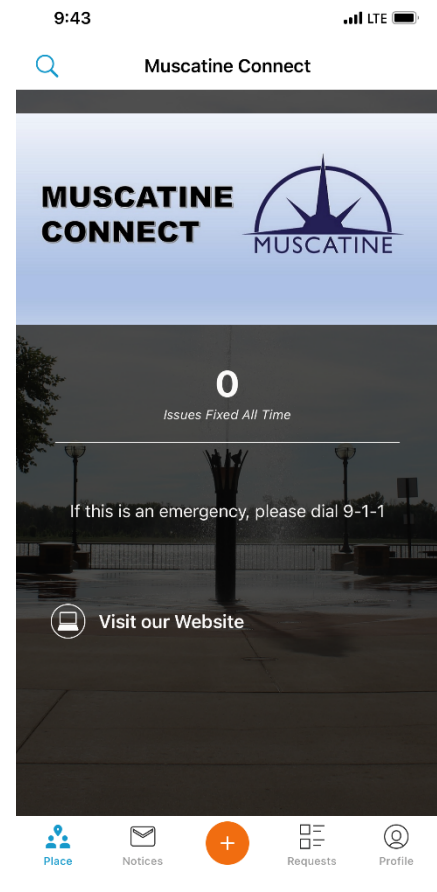 9:43
LTE
Muscatine Connect
MUSCATINE
CONNECT
MUSCATINE
0
Issues Fixed All Time
If this is an emergency, please dial 9-1-1
Visit our Website
Place Notices + Requests Profile